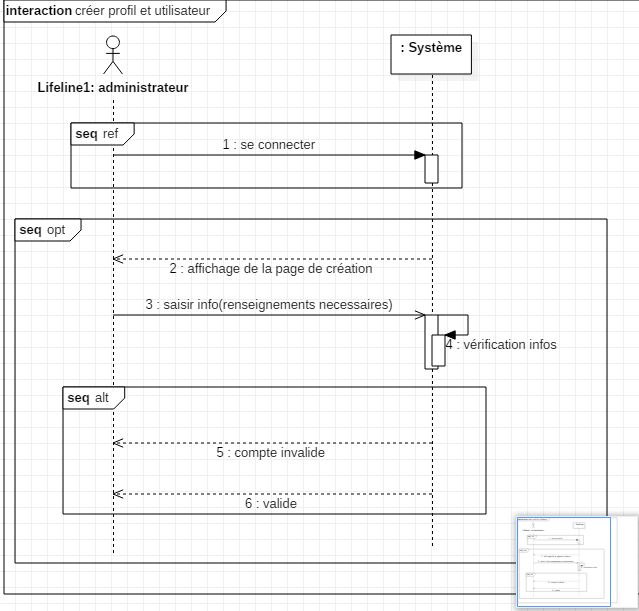 interaction créer profil et utilisateur
: Système
Lifeline1: administrateur
seq ref
1 : se connecter
seq opt
2 : affichage de la page de création
3 : saisir info(renseignements necessaires)
4 : vérification infos
seq alt
5 : compte invalide
6 : valide